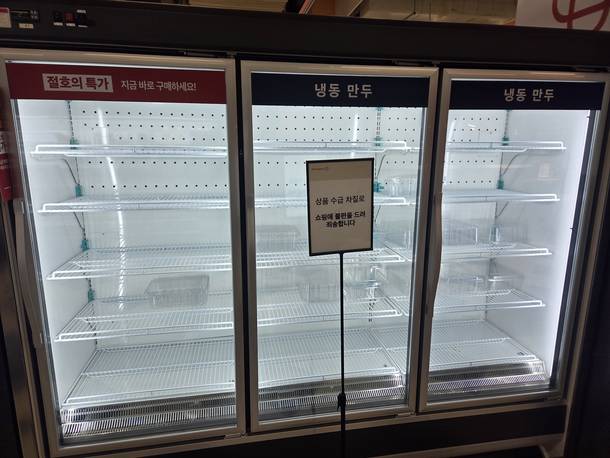 절호의 특가 지금 바로 구매하세요!
냉동 만두
냉동 만두
상품 수급 차질로
쇼핑에 불편을 드려
죄송합니다